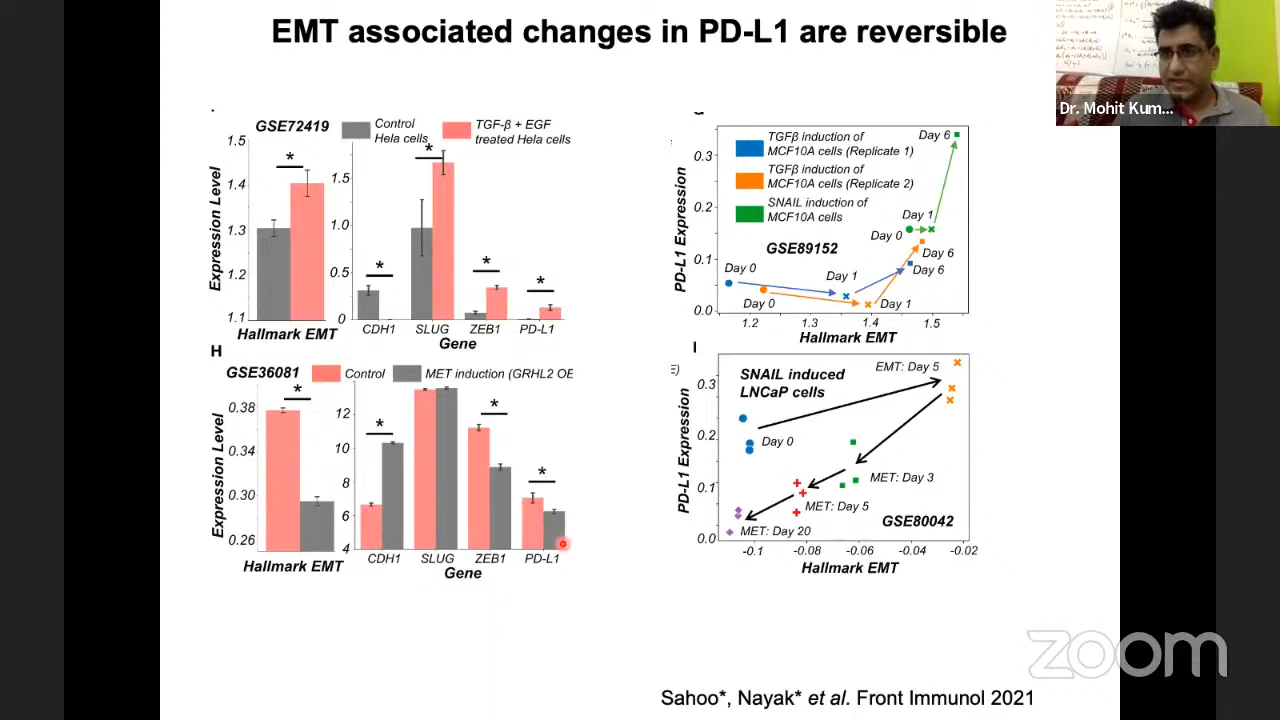 EMT associated changes in PD-L1 are reversible
Dr. Mohit Kum...
GSE72419
Control
Hela cells
TGF-β + EGF
treated Hela cells
Expression Level
1.5
1.4
1.3
1.2
1.1
*
Hallmark EMT
1.5
1.0
0.5
0
*
*
*
*
CDH1
SLUG
ZEB1
PD-L1
Gene
TGFβ induction of
MCF10A cells (Replicate 1)
TGFβ induction of
MCF10A cells (Replicate 2)
SNAIL induction of
MCF10A cells
GSE89152
PD-L1 Expression
0.3
0.2
0.1
0.0
Day 6
Day 1
Day 0
Day 6
Day 0
Day 1
Day 6
Day 0
Day 1
1.2
1.3
1.4
1.5
Hallmark EMT
H
GSE36081
Control
MET induction (GRHL2 OE
Expression Level
0.38
0.34
0.30
0.26
*
Hallmark EMT
12
10
8
6
4
*
*
*
CDH1
SLUG
ZEB1
PD-L1
Gene
I
E)
SNAIL induced
LNCaP cells
PD-L1 Expression
0.3
0.2
0.1
0.0
EMT: Day 5
Day 0
MET: Day 3
MET: Day 5
MET: Day 20
GSE80042
-0.1
-0.08
-0.06
-0.04
-0.02
Hallmark EMT
zoom
Sahoo*, Nayak* et al. Front Immunol 2021